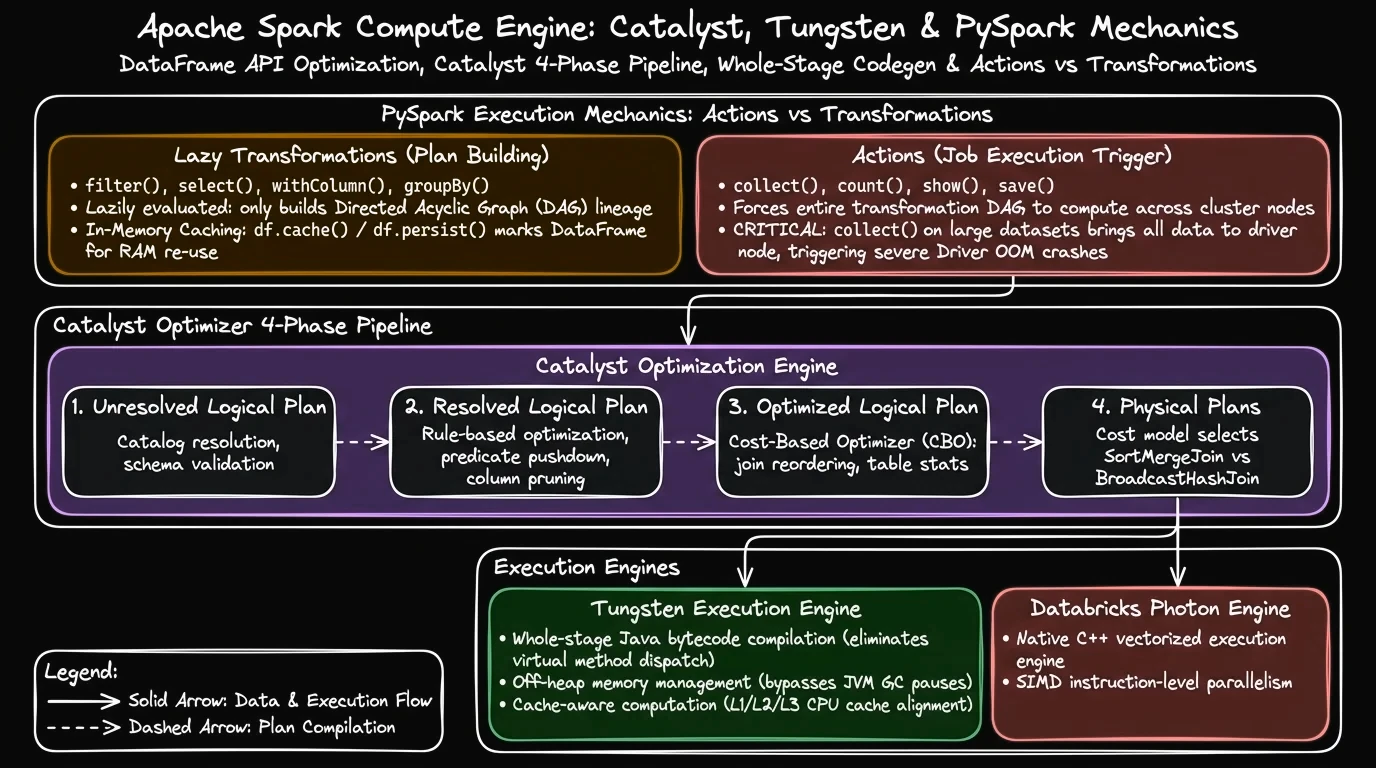 Apache Spark Compute Engine: Catalyst, Tungsten & PySpark Mechanics
DataFrame API Optimization, Catalyst 4-Phase Pipeline, Whole-Stage Codegen & Actions vs Transformations
PySpark Execution Mechanics: Actions vs Transformations
Lazy Transformations (Plan Building)
• filter(), select(), withColumn(), groupBy()
• Lazily evaluated: only builds Directed Acyclic Graph (DAG) lineage
• In-Memory Caching: df.cache() / df.persist() marks DataFrame
for RAM re-use
Actions (Job Execution Trigger)
• collect(), count(), show(), save()
• Forces entire transformation DAG to compute across cluster nodes
• CRITICAL: collect() on large datasets brings all data to driver
node, triggering severe Driver OOM crashes
Catalyst Optimizer 4-Phase Pipeline
Catalyst Optimization Engine
1. Unresolved Logical Plan
Catalog resolution,
schema validation
2. Resolved Logical Plan
Rule-based optimization,
predicate pushdown,
column pruning
3. Optimized Logical Plan
Cost-Based Optimizer (CBO):
join reordering, table stats
4. Physical Plans
Cost model selects
SortMergeJoin vs
BroadcastHashJoin
Execution Engines
Tungsten Execution Engine
• Whole-stage Java bytecode compilation (eliminates
virtual method dispatch)
• Off-heap memory management (bypasses JVM GC pauses)
• Cache-aware computation (L1/L2/L3 CPU cache alignment)
Databricks Photon Engine
• Native C++ vectorized execution
engine
• SIMD instruction-level parallelism
Legend:
Solid Arrow: Data & Execution Flow
Dashed Arrow: Plan Compilation